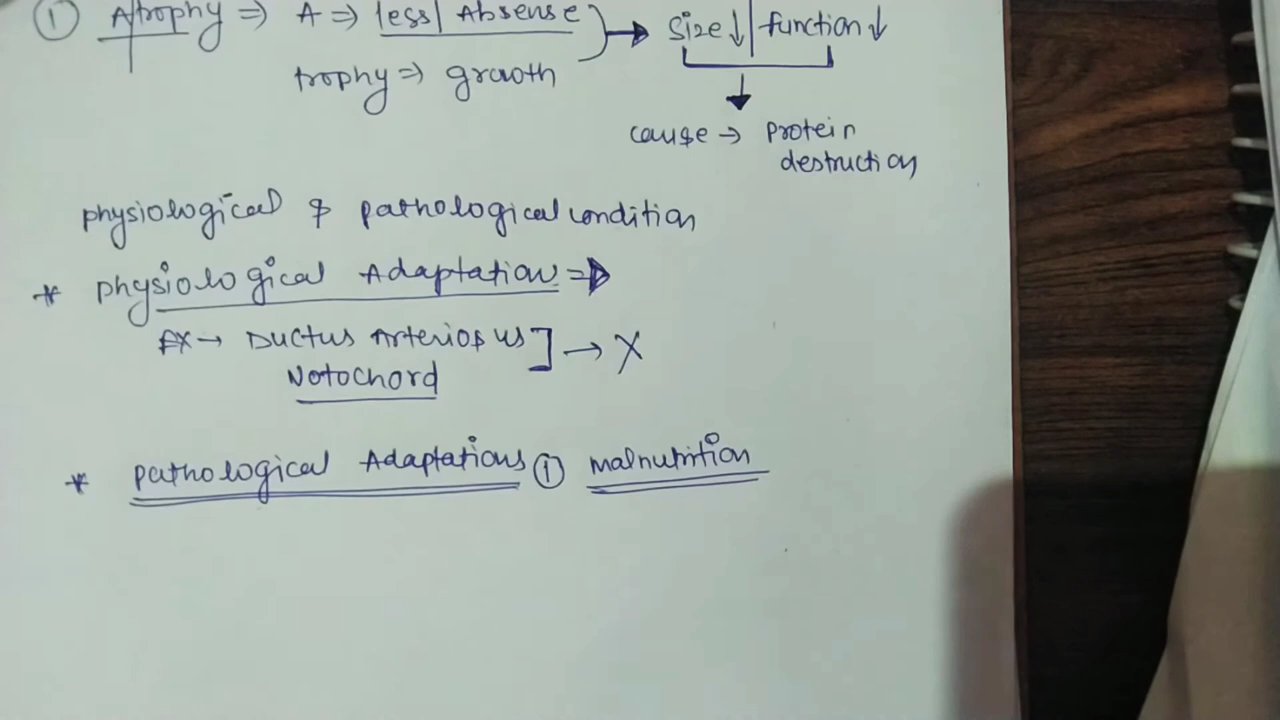 ① Atrophy ⇒ A ⇒ less/ Absense → size↓/function↓
trophy ⇒ growth
cause → protein
destruction
physiological & pathological condition
* physiological Adaptation ⇒
EX → Ductus Arteriosus ] → X
Notochord
* pathological Adaptations ① malnutrition